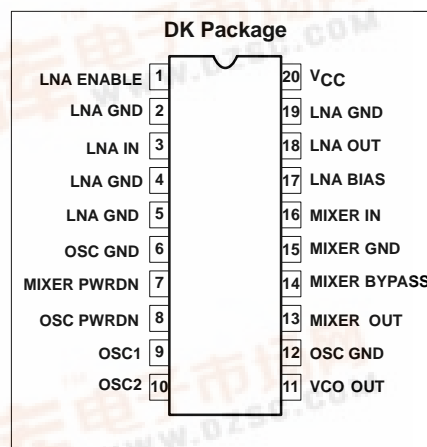 DK Package
LNA ENABLE 1 20 VCC
LNA GND 2 19 LNA GND
LNA IN 3 18 LNA OUT
LNA GND 4 17 LNA BIAS
LNA GND 5 16 MIXER IN
OSC GND 6 15 MIXER GND
MIXER PWRDN 7 14 MIXER BYPASS
OSC PWRDN 8 13 MIXER OUT
OSC1 9 12 OSC GND
OSC2 10 11 VCO OUT